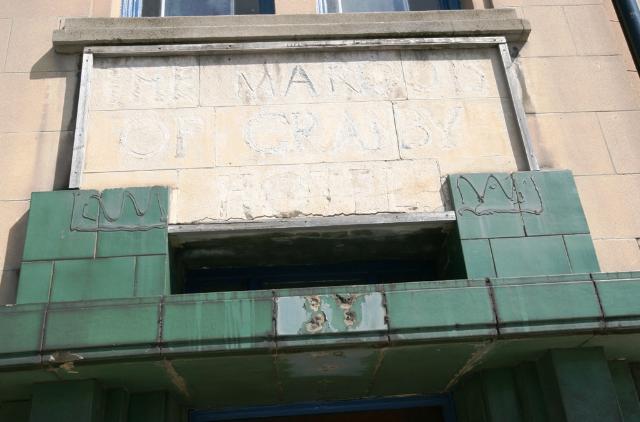 THE MARQUIS
OF GRANBY
HOTEL